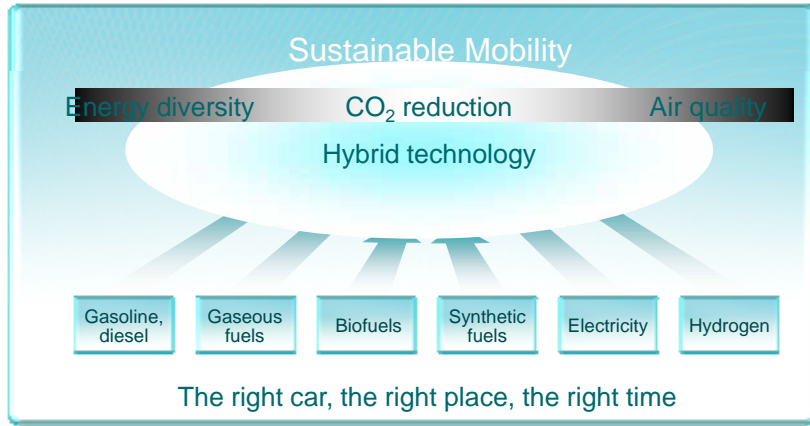 Sustainable Mobility
Energy diversity CO₂ reduction Air quality
Hybrid technology
Gasoline,
diesel
Gaseous
fuels
Biofuels
Synthetic
fuels
Electricity
Hydrogen
The right car, the right place, the right time